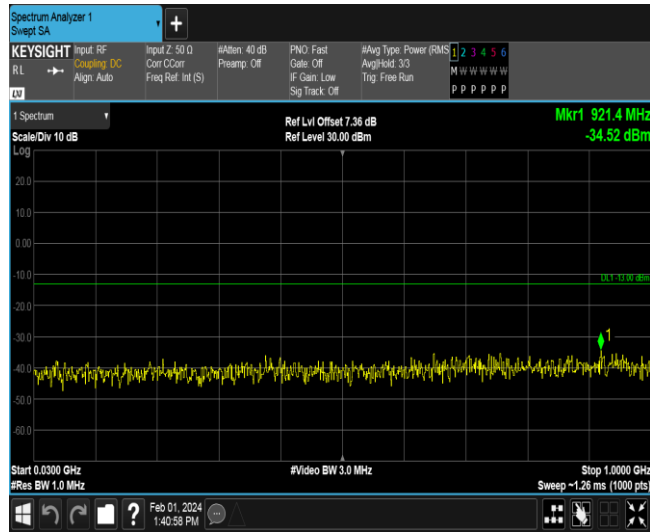 Spectrum Analyzer 1
Swept SA
+
KEYSIGHT Input: RF Input Z: 50 Ω #Atten: 40 dB PNO: Fast #Avg Type: Power (RMS 1 2 3 4 5 6
RL Coupling: DC Corr CCorr Preamp: Off Gate: Off Avg|Hold: 3/3 M W W W W W
Align: Auto Freq Ref: Int (S) IF Gain: Low Trig: Free Run
LXI Sig Track: Off P P P P P P
1 Spectrum Ref Lvl Offset 7.36 dB Mkr1 921.4 MHz
Scale/Div 10 dB Ref Level 30.00 dBm -34.52 dBm
Log
20.0
10.0
0.00
-10.0 DL1 -13.00 dBm
-20.0
-30.0 1
-40.0
-50.0
-60.0
Start 0.0300 GHz #Video BW 3.0 MHz Stop 1.0000 GHz
#Res BW 1.0 MHz Sweep ~1.26 ms (1000 pts)
? Feb 01, 2024
1:40:58 PM